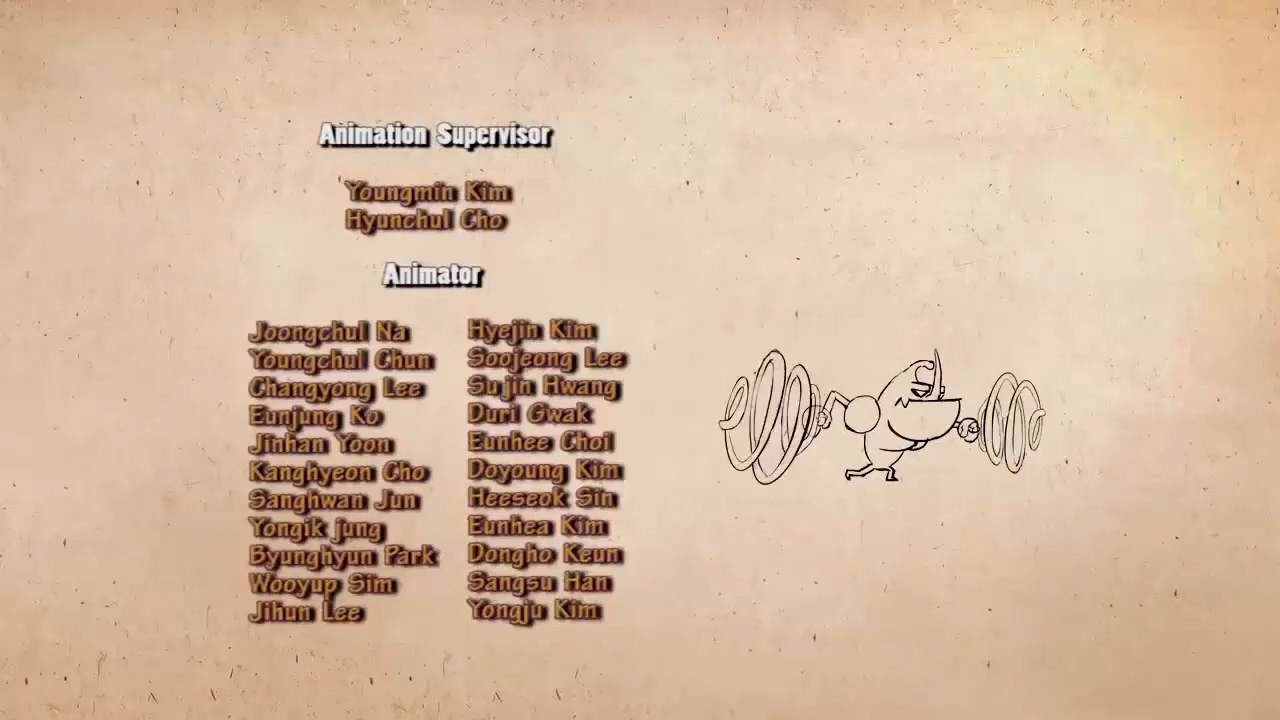 Animation Supervisor
Youngmin Kim
Hyunchul Cho
Animator
Joongchul Na
Youngchul Chun
Changyong Lee
Eunjung Ko
Jinhan Yoon
Kanghyeon Cho
Sanghwan Jun
Yongik jung
Byunghyun Park
Wooyup Sim
Jihun Lee
Hyejin Kim
Soojeong Lee
Sujin Hwang
Duri Gwak
Eunhee Choi
Doyoung Kim
Heeseok Sin
Eunhea Kim
Dongho Keun
Sangsu Han
Yongju Kim